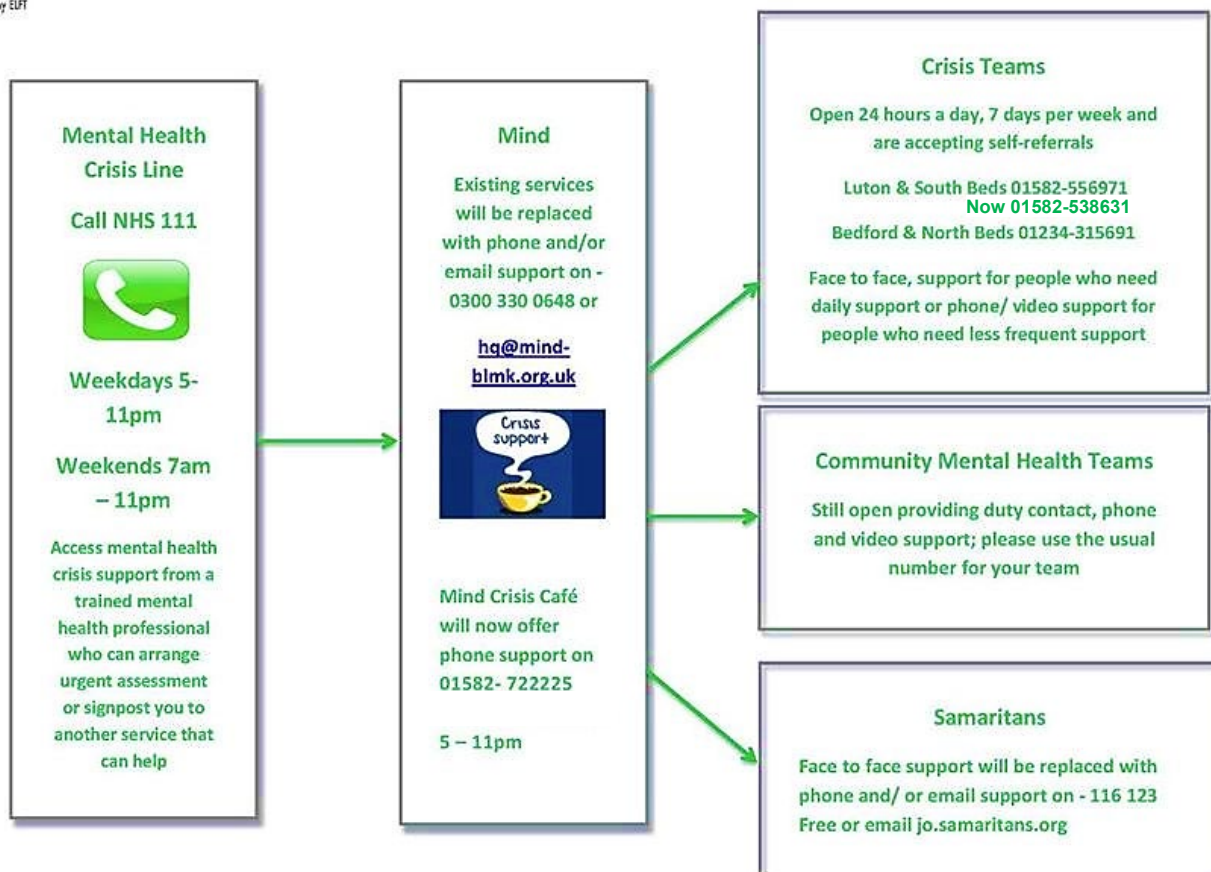 by ELFT
Mental Health
Crisis Line
Call NHS 111
Weekdays 5-
11pm
Weekends 7am
– 11pm
Access mental health
crisis support from a
trained mental
health professional
who can arrange
urgent assessment
or signpost you to
another service that
can help
Mind
Existing services
will be replaced
with phone and/or
email support on -
0300 330 0648 or
hq@mind-
blmk.org.uk
Crisis
support
Mind Crisis Café
will now offer
phone support on
01582- 722225
5 – 11pm
Crisis Teams
Open 24 hours a day, 7 days per week and
are accepting self-referrals
Luton & South Beds 01582-556971
Now 01582-538631
Bedford & North Beds 01234-315691
Face to face, support for people who need
daily support or phone/ video support for
people who need less frequent support
Community Mental Health Teams
Still open providing duty contact, phone
and video support; please use the usual
number for your team
Samaritans
Face to face support will be replaced with
phone and/ or email support on - 116 123
Free or email jo.samaritans.org